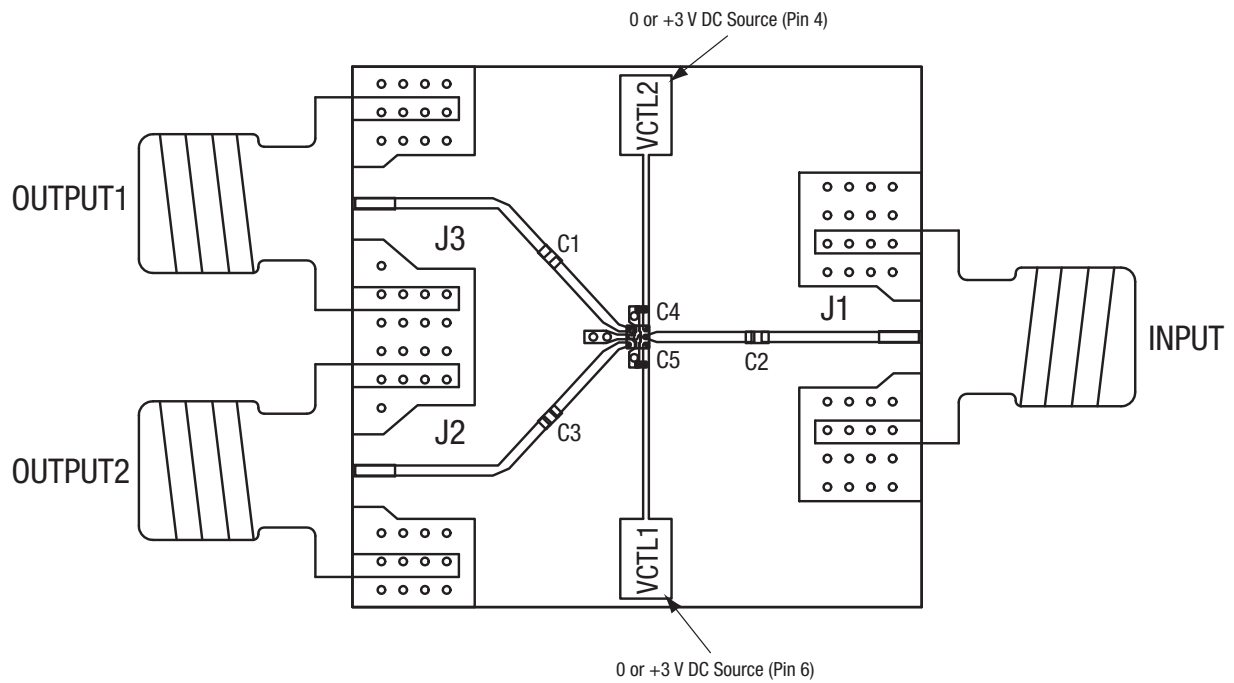 0 or +3 V DC Source (Pin 4)
VCTL2
OUTPUT1
J3
C1
C4
J1
INPUT
C5
C2
J2
C3
OUTPUT2
VCTL1
0 or +3 V DC Source (Pin 6)